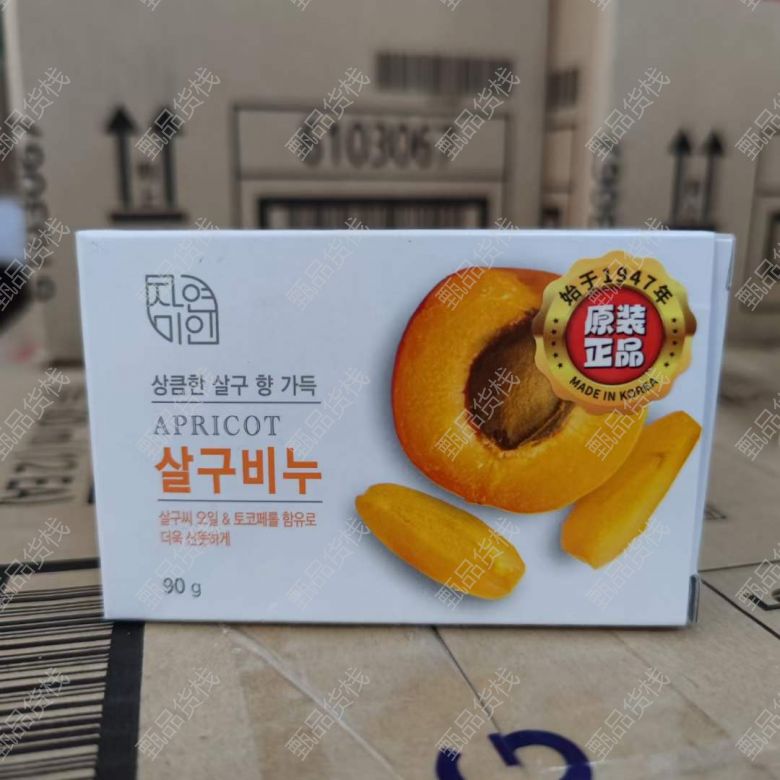 6103067
자연
미인
상큼한 살구 향 가득
APRICOT
살구비누
살구씨 오일 & 토코페롤 함유로
더욱 산뜻하게
90 g
始于1947年
原装
正品
MADE IN KOREA
甄品货栈